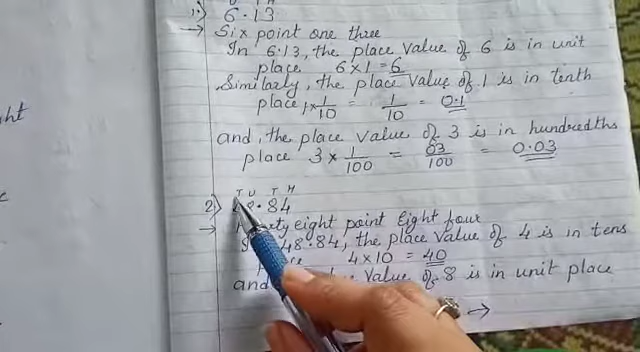 ht
U T H
1) 6.13
→ Six point one three
In 6.13, the place value of 6 is in unit
place 6×1=6
Similarly, the place value of 1 is in tenth
place 1×1/10 = 1/10 = 0.1
and, the place value of 3 is in hundredths
place 3×1/100 = 03/100 = 0.03
T U T H
2) 48.84
→ eight point Eight four
48.84, the place value of 4 is in tens
4×10 = 40
and value of 8 is in unit place
→